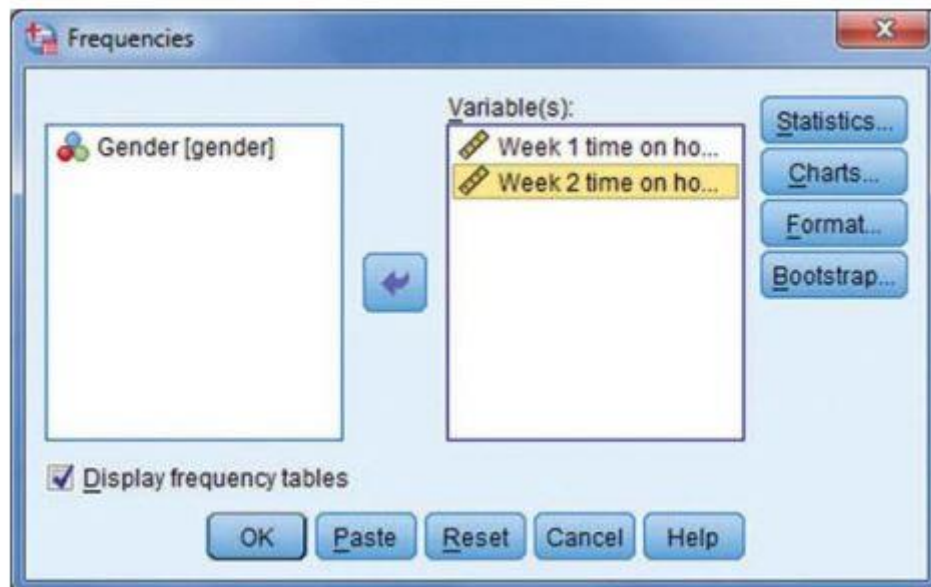 Frequencies
Variable(s):
Gender [gender]
Week 1 time on ho...
Week 2 time on ho...
Statistics...
Charts...
Format...
Bootstrap...
Display frequency tables
OK Paste Reset Cancel Help